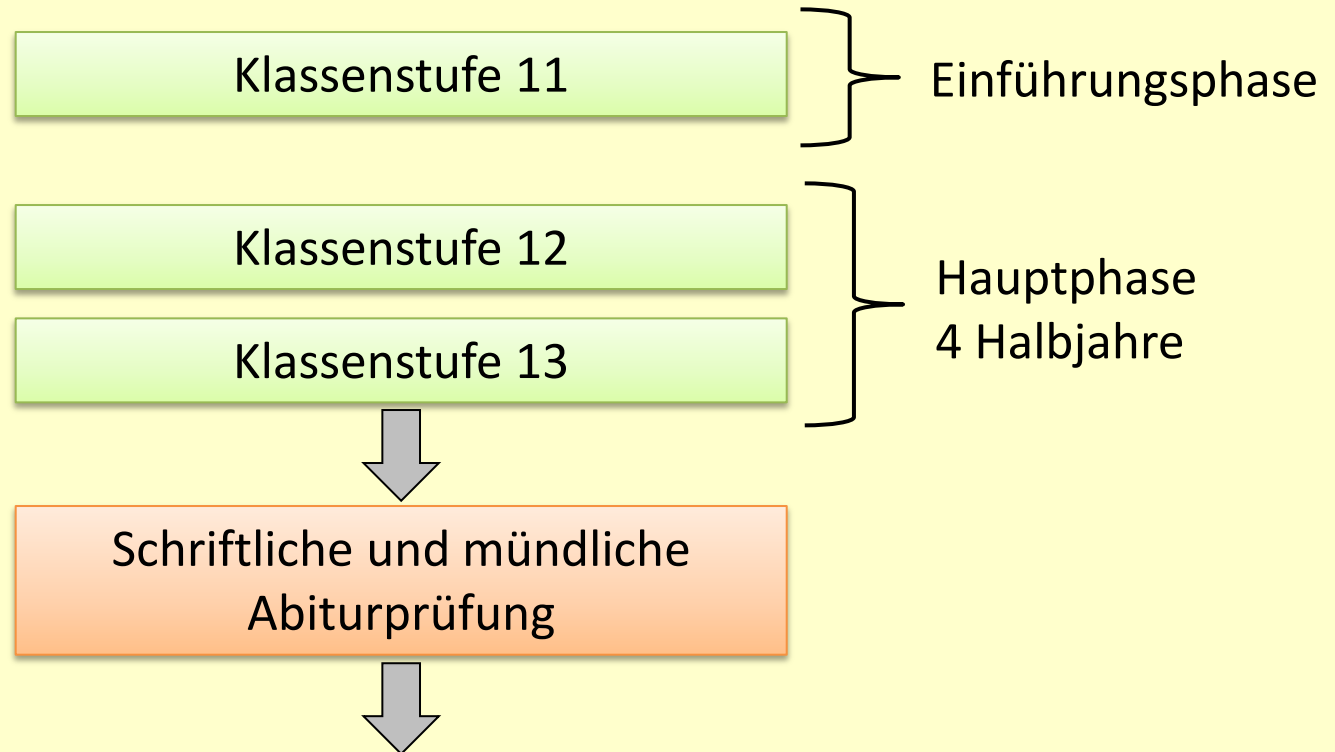 Klassenstufe 11
Einführungsphase
Klassenstufe 12
Klassenstufe 13
Hauptphase
4 Halbjahre
Schriftliche und mündliche
Abiturprüfung